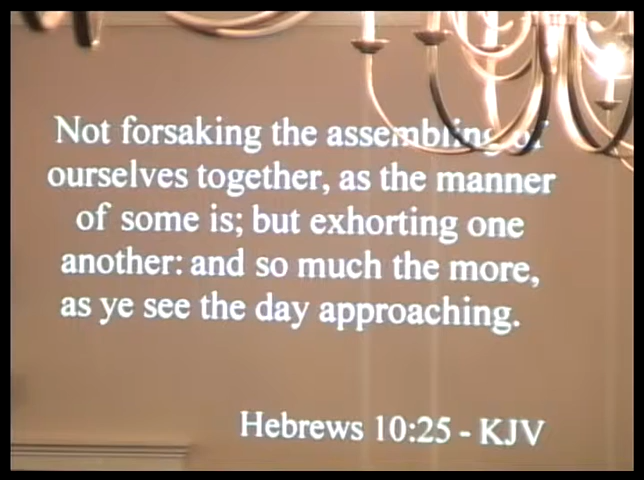 Not forsaking the assembling of
ourselves together, as the manner
of some is; but exhorting one
another: and so much the more,
as ye see the day approaching.
Hebrews 10:25 - KJV